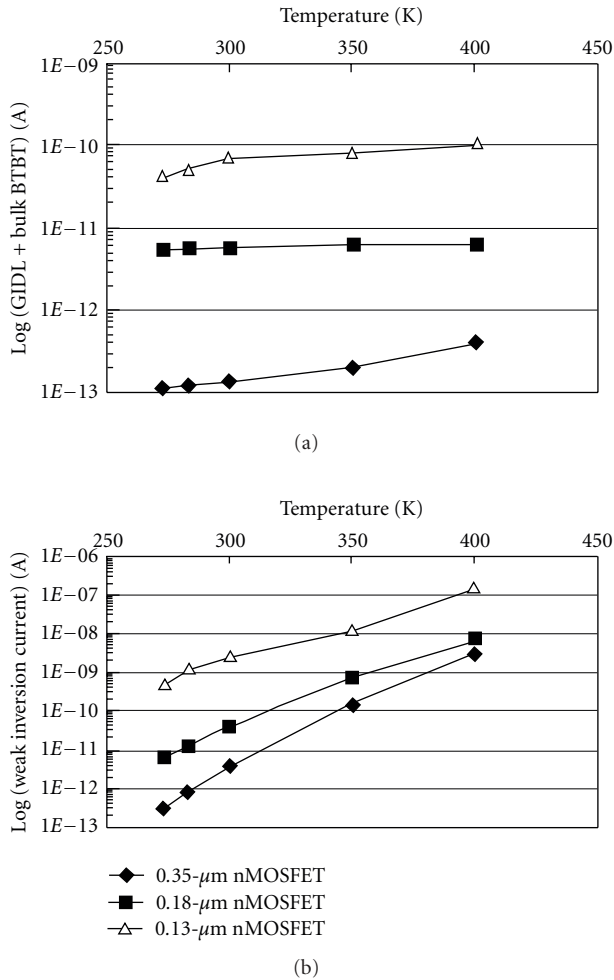 Temperature (K)
250 300 350 400 450
1E−09
1E−10
1E−11
1E−12
1E−13
Log (GIDL + bulk BTBT) (A)
(a)
Temperature (K)
250 300 350 400 450
1E−06
1E−07
1E−08
1E−09
1E−10
1E−11
1E−12
1E−13
Log (weak inversion current) (A)
0.35-μm nMOSFET
0.18-μm nMOSFET
0.13-μm nMOSFET
(b)